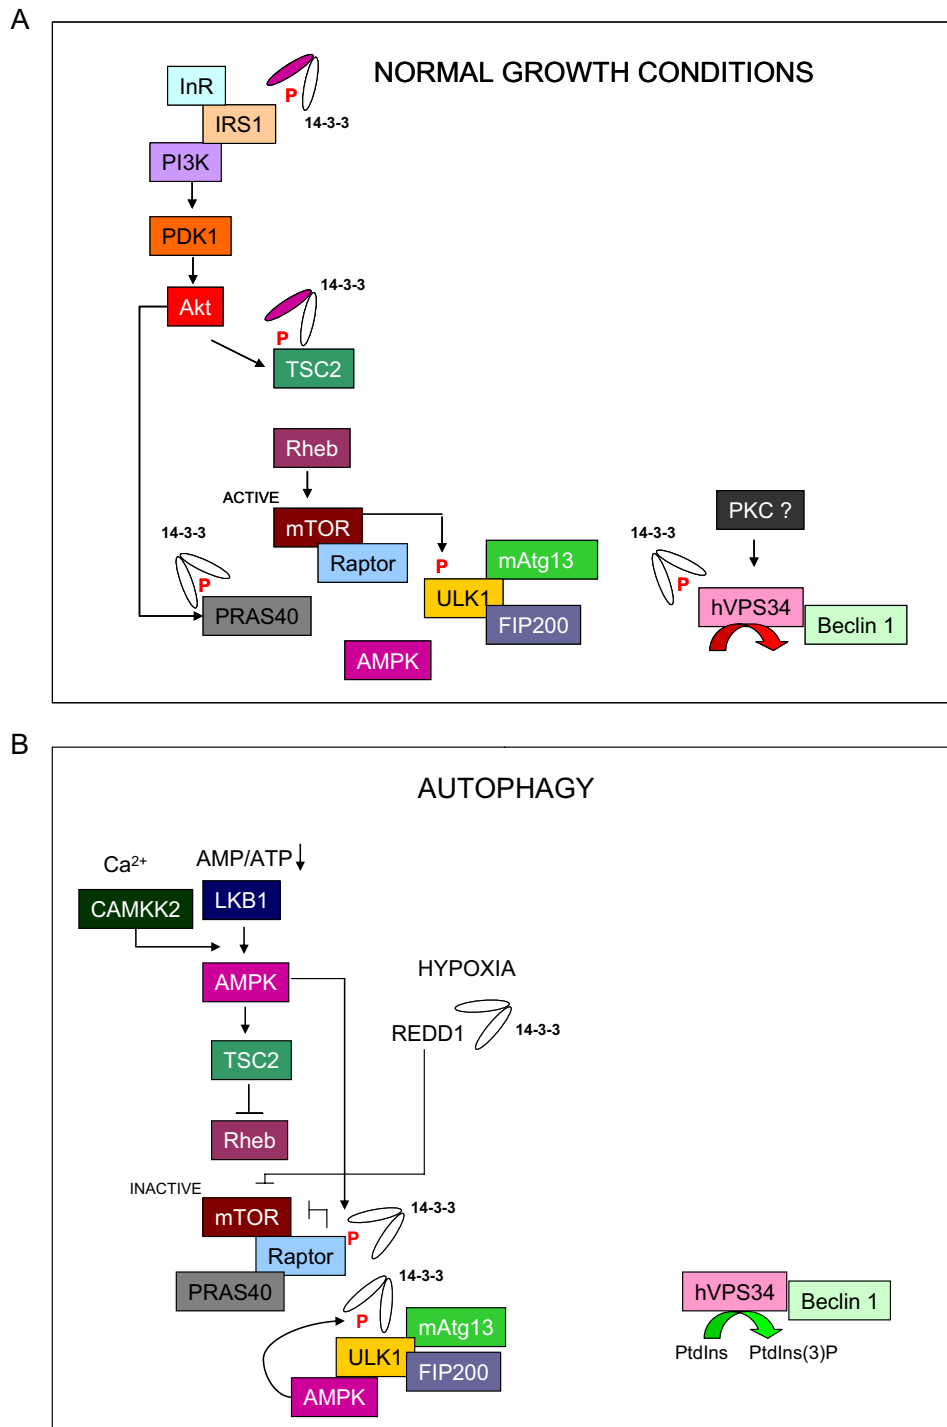 A
NORMAL GROWTH CONDITIONS
InR
P
14-3-3
IRS1
PI3K
PDK1
14-3-3
Akt
P
TSC2
Rheb
ACTIVE
mTOR
Raptor
14-3-3
P
PRAS40
P
mAtg13
ULK1
FIP200
AMPK
PKC ?
14-3-3
P
hVPS34
Beclin 1
B
AUTOPHAGY
Ca2+
AMP/ATP
CAMKK2
LKB1
AMPK
HYPOXIA
REDD1
14-3-3
TSC2
Rheb
INACTIVE
mTOR
14-3-3
P
Raptor
PRAS40
14-3-3
P
mAtg13
ULK1
FIP200
AMPK
hVPS34
Beclin 1
PtdIns
PtdIns(3)P